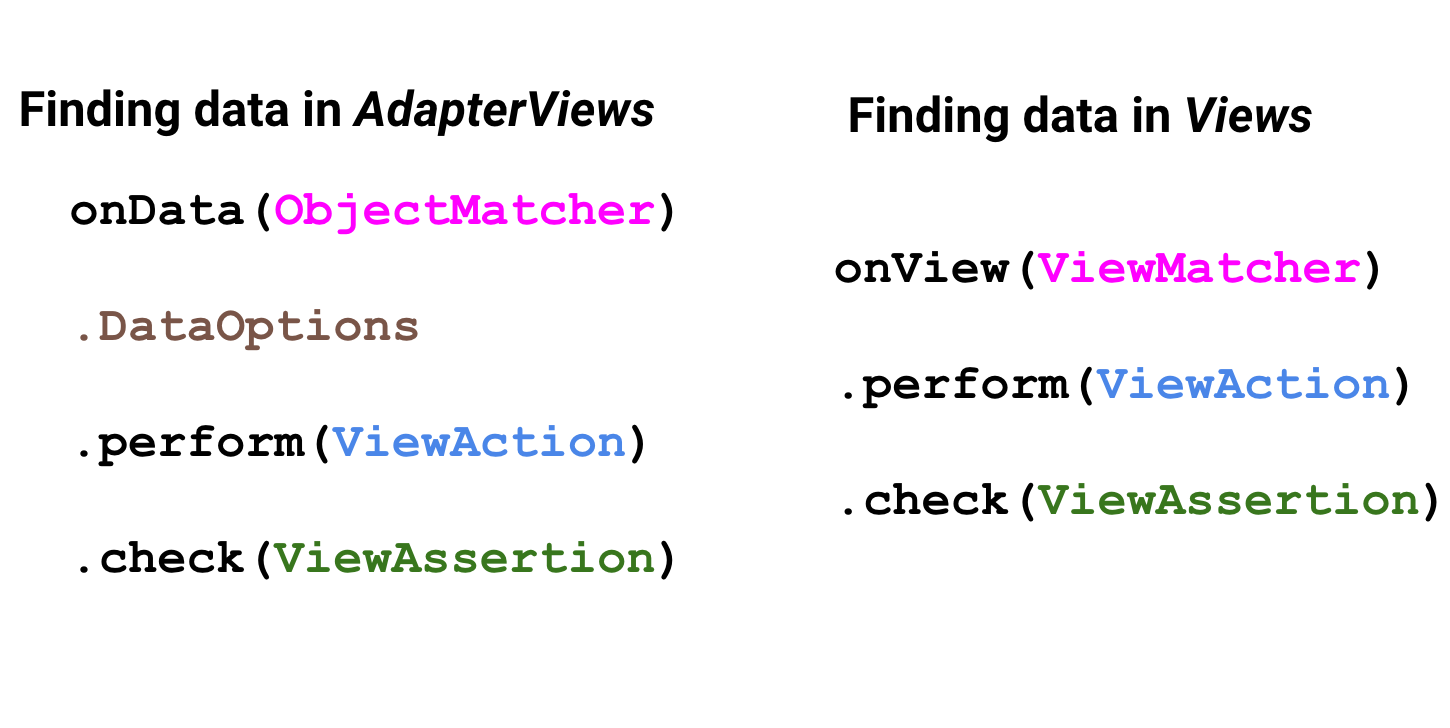 Finding data in AdapterViews
onData(ObjectMatcher)
.DataOptions
.perform(ViewAction)
.check(ViewAssertion)
Finding data in Views
onView(ViewMatcher)
.perform(ViewAction)
.check(ViewAssertion)